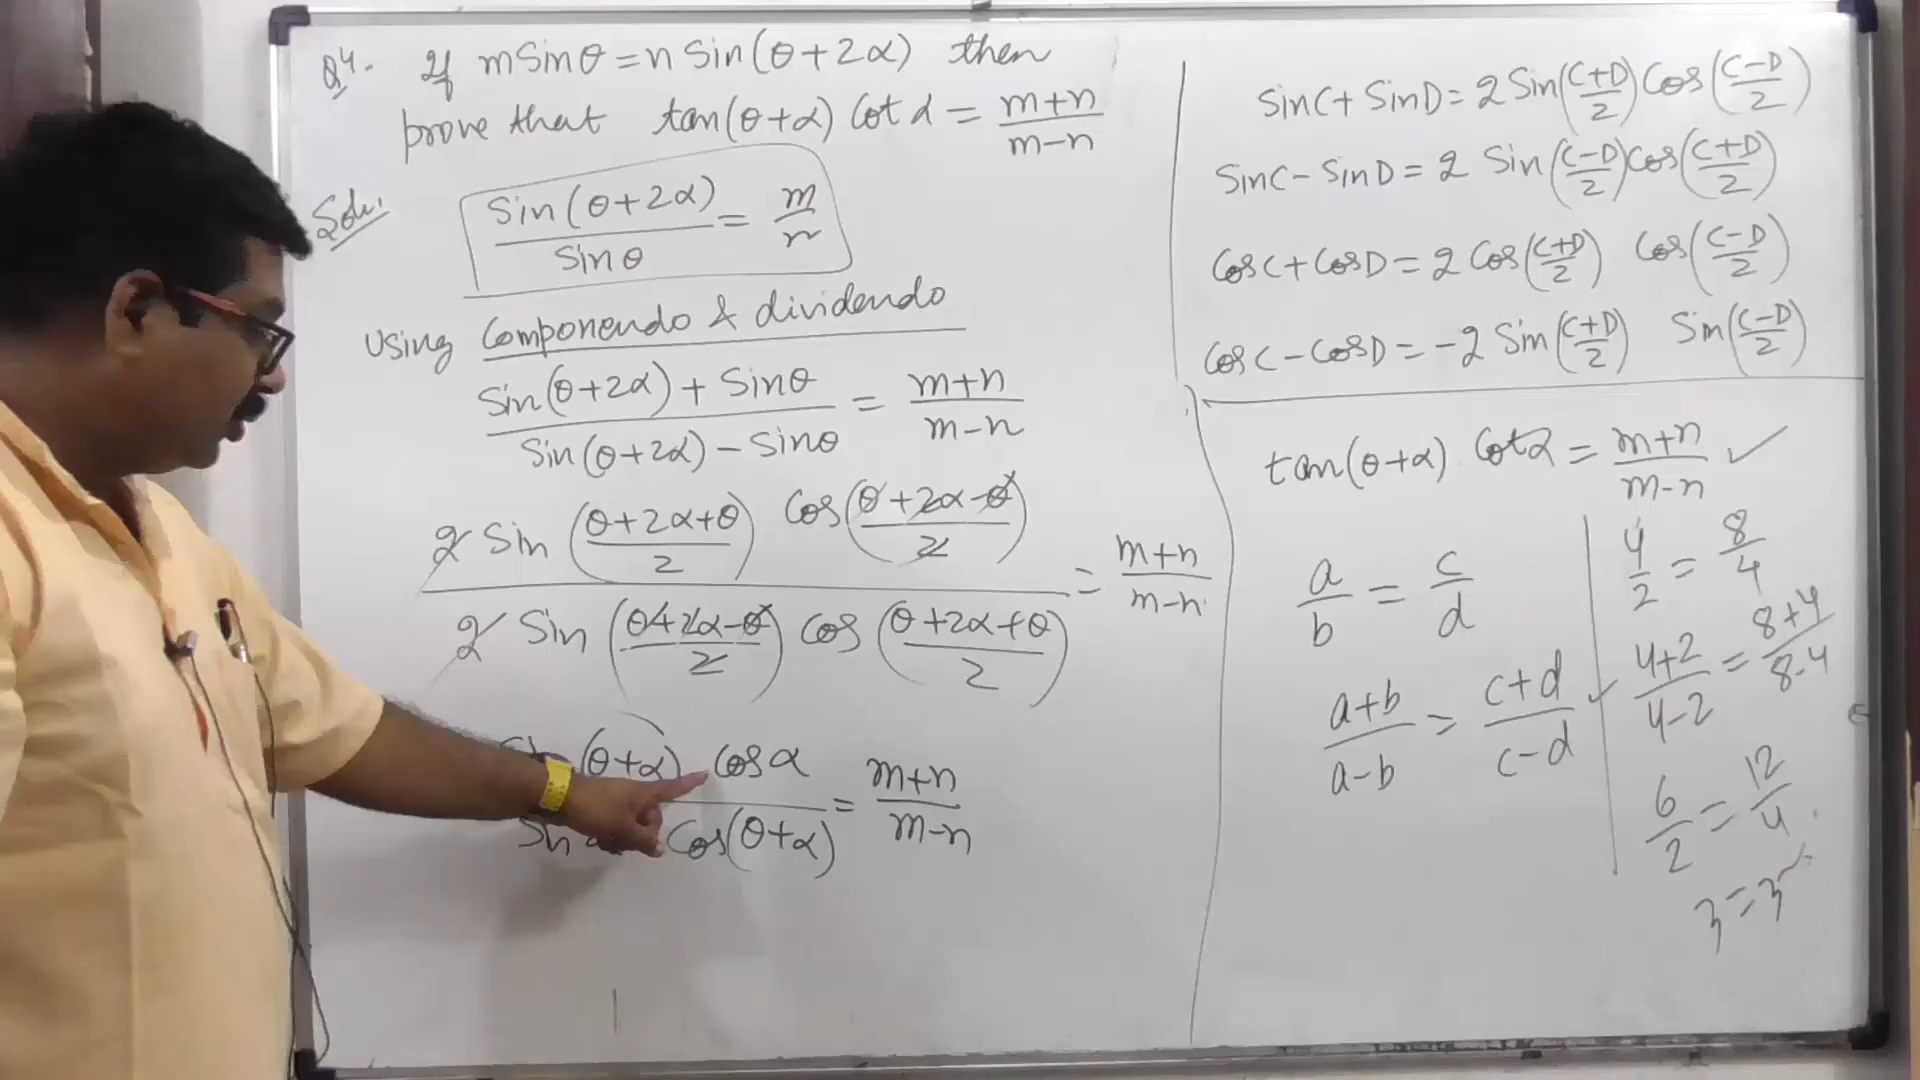 Q4. If mSinθ = n Sin(θ+2α) then
prove that tan(θ+α) Cot α = m+n/m-n
Soln.
Sin(θ+2α)/Sinθ = m/n
Using Componendo & dividendo
Sin(θ+2α) + Sinθ / Sin(θ+2α) - Sinθ = m+n/m-n
2 Sin (θ+2α+θ/2) Cos(θ+2α-θ/2) / 2 Sin (θ+2α-θ/2) Cos (θ+2α+θ/2) = m+n/m-n
(θ+α) Cosα / Sin Cos(θ+α) = m+n/m-n
SinC + SinD = 2 Sin(C+D/2) Cos(C-D/2)
SinC - SinD = 2 Sin(C-D/2) Cos(C+D/2)
CosC + CosD = 2 Cos(C+D/2) Cos(C-D/2)
CosC - CosD = -2 Sin(C+D/2) Sin(C-D/2)
tan(θ+α) Cotα = m+n/m-n ✓
a/b = c/d
a+b/a-b = c+d/c-d ✓
4/2 = 8/4
4+2/4-2 = 8+4/8-4
6/2 = 12/4
3 = 3